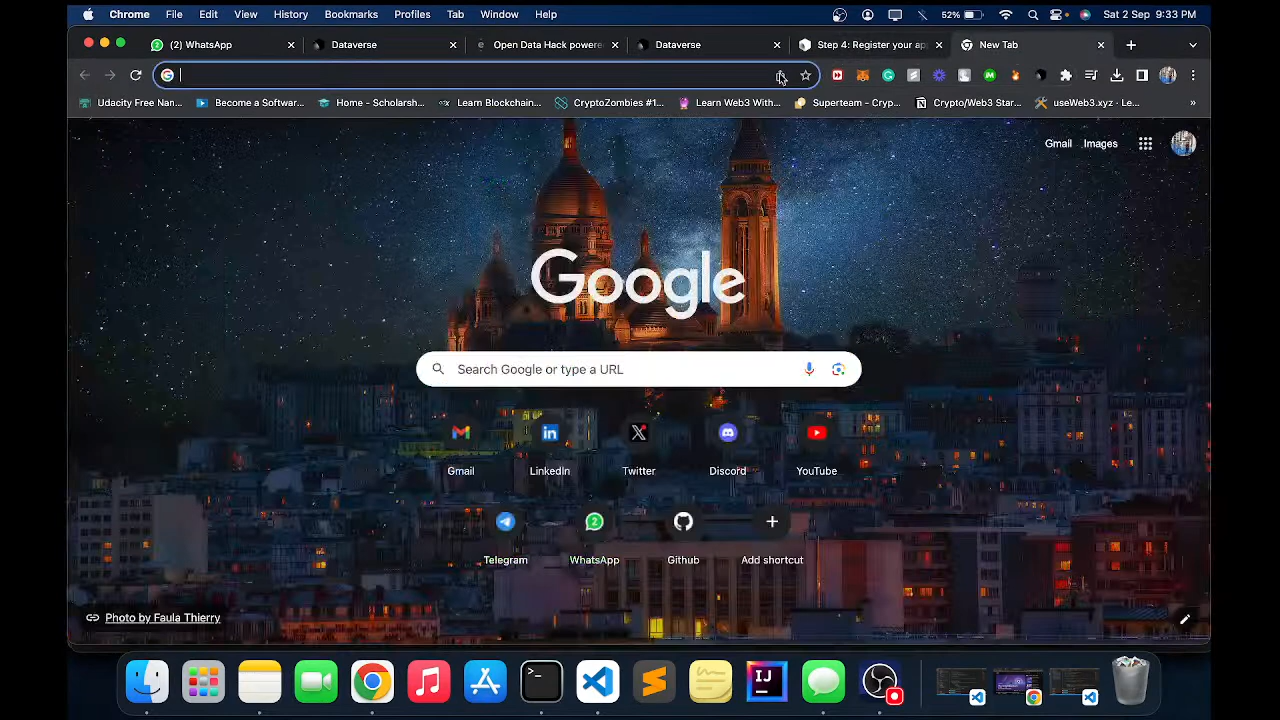 Chrome File Edit View History Bookmarks Profiles Tab Window Help 52% Sat 2 Sep 9:33 PM
(2) WhatsApp Dataverse Open Data Hack powere Dataverse Step 4: Register your ap New Tab
Udacity Free Nan... Become a Softwar... Home - Scholarsh... Learn Blockchain... CryptoZombies #1... Learn Web3 With... Superteam - Cryp... Crypto/Web3 Star... useWeb3.xyz - Le... »
Gmail Images
Google
Search Google or type a URL
Gmail LinkedIn Twitter Discord YouTube
2
Telegram WhatsApp Github Add shortcut
Photo by Faula Thierry
>_ IJ